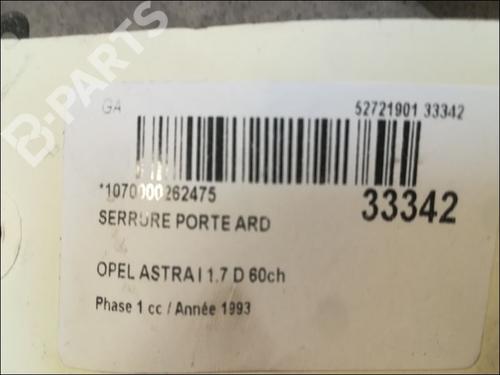 B-PARTS
GA
52721901 33342
*1070000262475
33342
SERRURE PORTE ARD
OPEL ASTRA I 1.7 D 60ch
Phase 1 cc / Année 1993